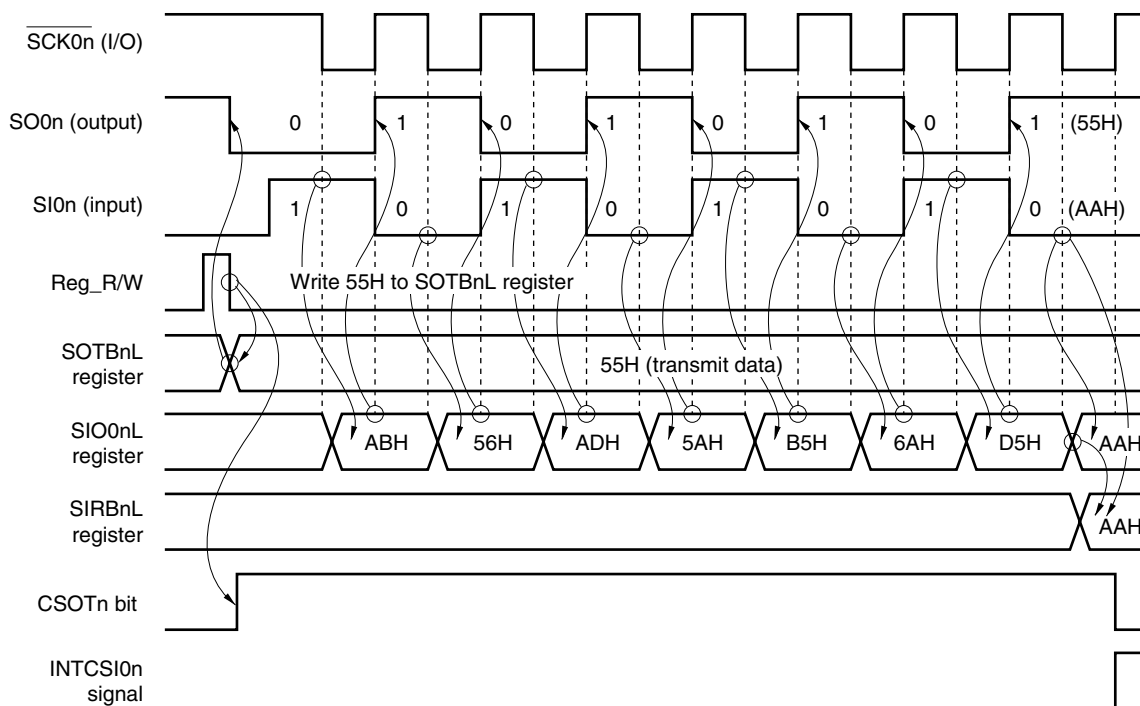 SCK0n (I/O)
SO0n (output) 0 1 0 1 0 1 0 1 (55H)
SI0n (input) 1 0 1 0 1 0 1 0 (AAH)
Reg_R/W Write 55H to SOTBnL register
SOTBnL
register
55H (transmit data)
SIO0nL
register
ABH 56H ADH 5AH B5H 6AH D5H AAH
SIRBnL
register
AAH
CSOTn bit
INTCSI0n
signal